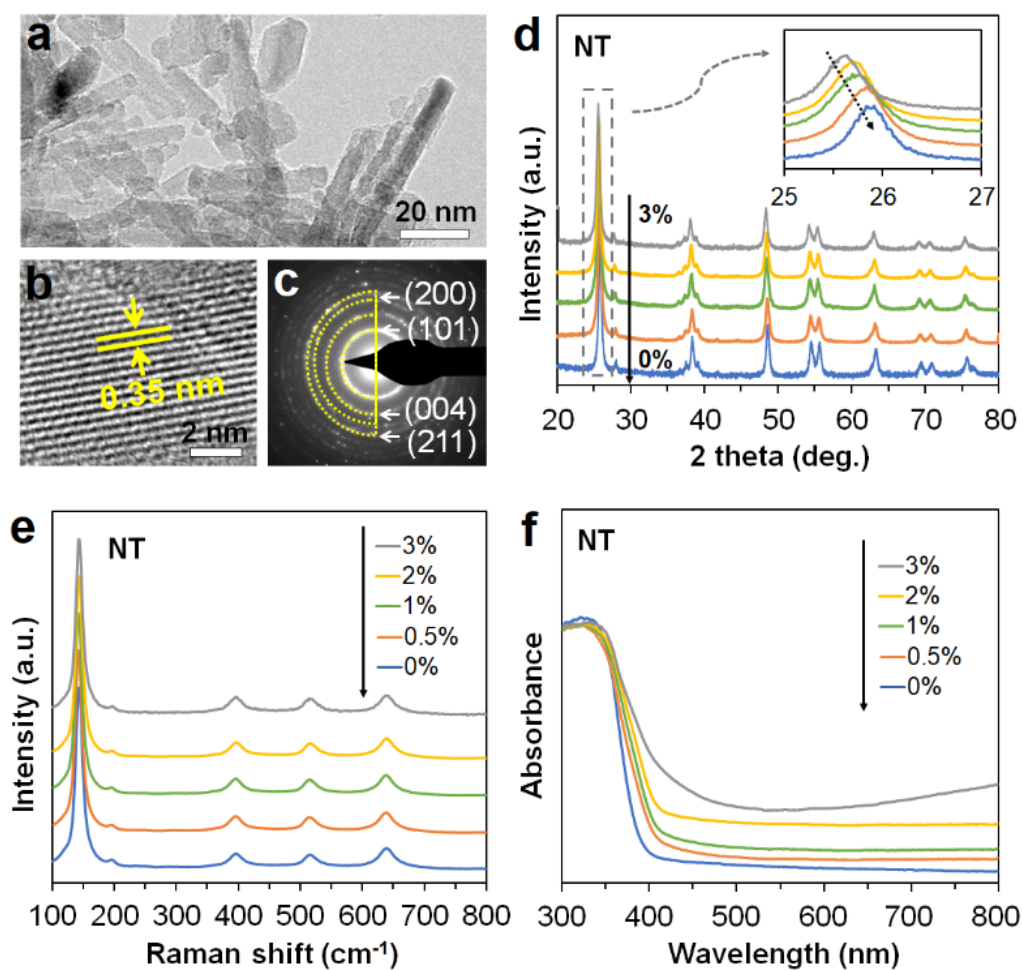 a
20 nm
b
0.35 nm
2 nm
c
(200)
(101)
(004)
(211)
d
NT
3%
0%
25 26 27
Intensity (a.u.)
20 30 40 50 60 70 80
2 theta (deg.)
e
NT
3%
2%
1%
0.5%
0%
Intensity (a.u.)
100 200 300 400 500 600 700 800
Raman shift (cm-1)
f
NT
3%
2%
1%
0.5%
0%
Absorbance
300 400 500 600 700 800
Wavelength (nm)